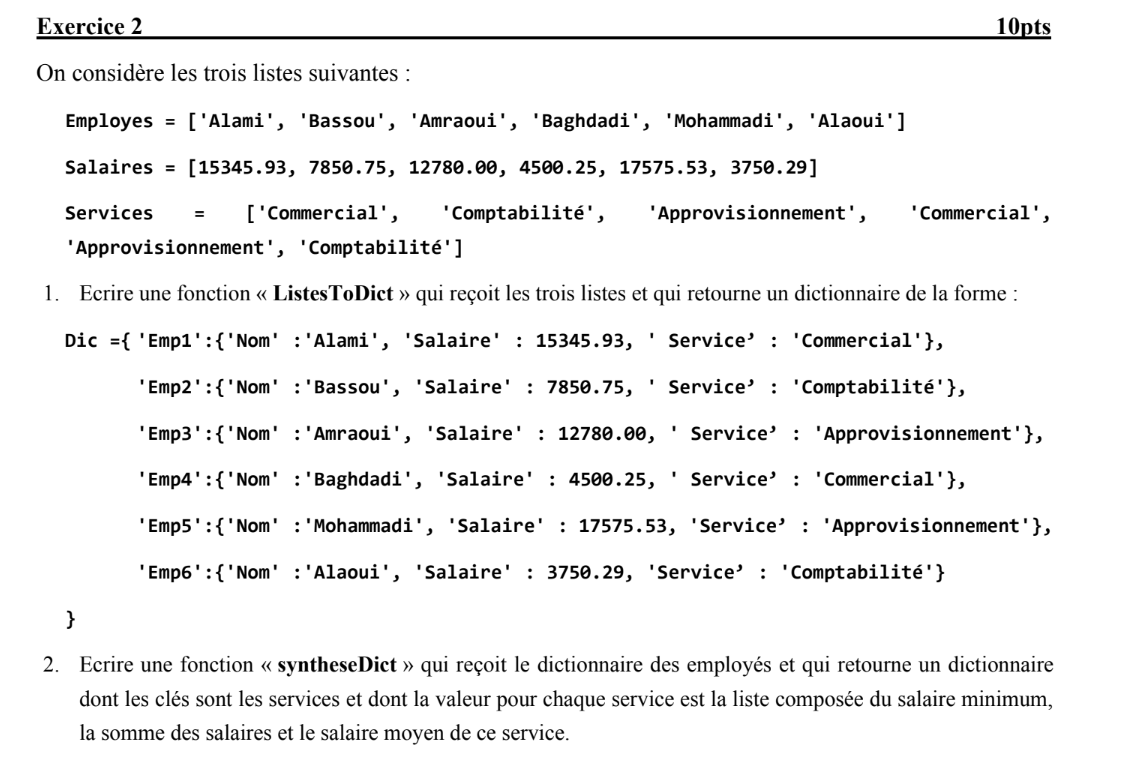 Exercice 2 10pts
On considère les trois listes suivantes :
Employes = ['Alami', 'Bassou', 'Amraoui', 'Baghdadi', 'Mohammadi', 'Alaoui']
Salaires = [15345.93, 7850.75, 12780.00, 4500.25, 17575.53, 3750.29]
Services = ['Commercial', 'Comptabilité', 'Approvisionnement', 'Commercial',
'Approvisionnement', 'Comptabilité']
1. Ecrire une fonction « ListesToDict » qui reçoit les trois listes et qui retourne un dictionnaire de la forme :
Dic ={ 'Emp1':{'Nom' :'Alami', 'Salaire' : 15345.93, ' Service’ : 'Commercial'},
'Emp2':{'Nom' :'Bassou', 'Salaire' : 7850.75, ' Service’ : 'Comptabilité'},
'Emp3':{'Nom' :'Amraoui', 'Salaire' : 12780.00, ' Service’ : 'Approvisionnement'},
'Emp4':{'Nom' :'Baghdadi', 'Salaire' : 4500.25, ' Service’ : 'Commercial'},
'Emp5':{'Nom' :'Mohammadi', 'Salaire' : 17575.53, 'Service’ : 'Approvisionnement'},
'Emp6':{'Nom' :'Alaoui', 'Salaire' : 3750.29, 'Service’ : 'Comptabilité'}
}
2. Ecrire une fonction « syntheseDict » qui reçoit le dictionnaire des employés et qui retourne un dictionnaire
dont les clés sont les services et dont la valeur pour chaque service est la liste composée du salaire minimum,
la somme des salaires et le salaire moyen de ce service.